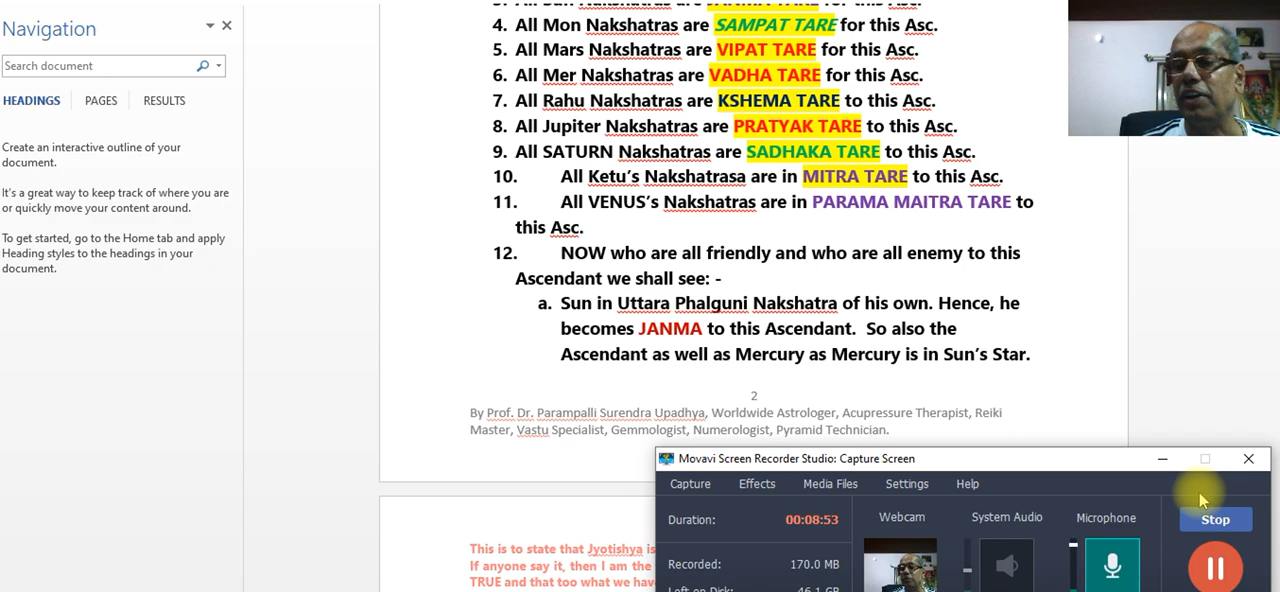 Navigation
Search document
HEADINGS PAGES RESULTS
Create an interactive outline of your
document.
It's a great way to keep track of where you are
or quickly move your content around.
To get started, go to the Home tab and apply
Heading styles to the headings in your
document.
4. All Mon Nakshatras are SAMPAT TARE for this Asc.
5. All Mars Nakshatras are VIPAT TARE for this Asc.
6. All Mer Nakshatras are VADHA TARE for this Asc.
7. All Rahu Nakshatras are KSHEMA TARE to this Asc.
8. All Jupiter Nakshatras are PRATYAK TARE to this Asc.
9. All SATURN Nakshatras are SADHAKA TARE to this Asc.
10. All Ketu's Nakshatrasa are in MITRA TARE to this Asc.
11. All VENUS's Nakshatras are in PARAMA MAITRA TARE to
this Asc.
12. NOW who are all friendly and who are all enemy to this
Ascendant we shall see: -
a. Sun in Uttara Phalguni Nakshatra of his own. Hence, he
becomes JANMA to this Ascendant. So also the
Ascendant as well as Mercury as Mercury is in Sun's Star.
2
By Prof. Dr. Parampalli Surendra Upadhya, Worldwide Astrologer, Acupressure Therapist, Reiki
Master, Vastu Specialist, Gemmologist, Numerologist, Pyramid Technician.
This is to state that Jyotishya is
If anyone say it, then I am the
TRUE and that too what we hav
Movavi Screen Recorder Studio: Capture Screen
Capture Effects Media Files Settings Help
Duration: 00:08:53
Webcam System Audio Microphone
Stop
Recorded: 170.0 MB
Left on Disk: 46.1 GB